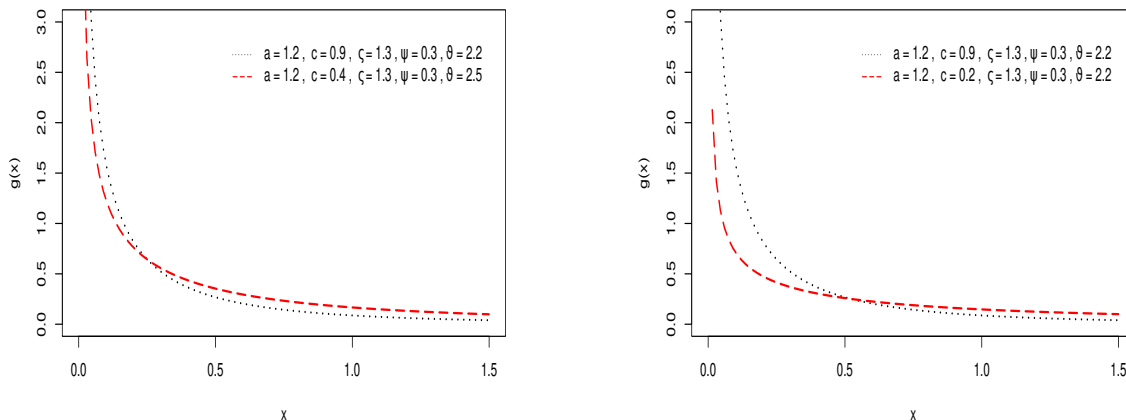 a = 1.2 , c = 0.9 , ς = 1.3 , ψ = 0.3 , ϑ = 2.2
a = 1.2 , c = 0.4 , ς = 1.3 , ψ = 0.3 , ϑ = 2.5
g(x)
0.0 0.5 1.0 1.5 2.0 2.5 3.0
0.0 0.5 1.0 1.5
x
a = 1.2 , c = 0.9 , ς = 1.3 , ψ = 0.3 , ϑ = 2.2
a = 1.2 , c = 0.2 , ς = 1.3 , ψ = 0.3 , ϑ = 2.2
g(x)
0.0 0.5 1.0 1.5 2.0 2.5 3.0
0.0 0.5 1.0 1.5
x